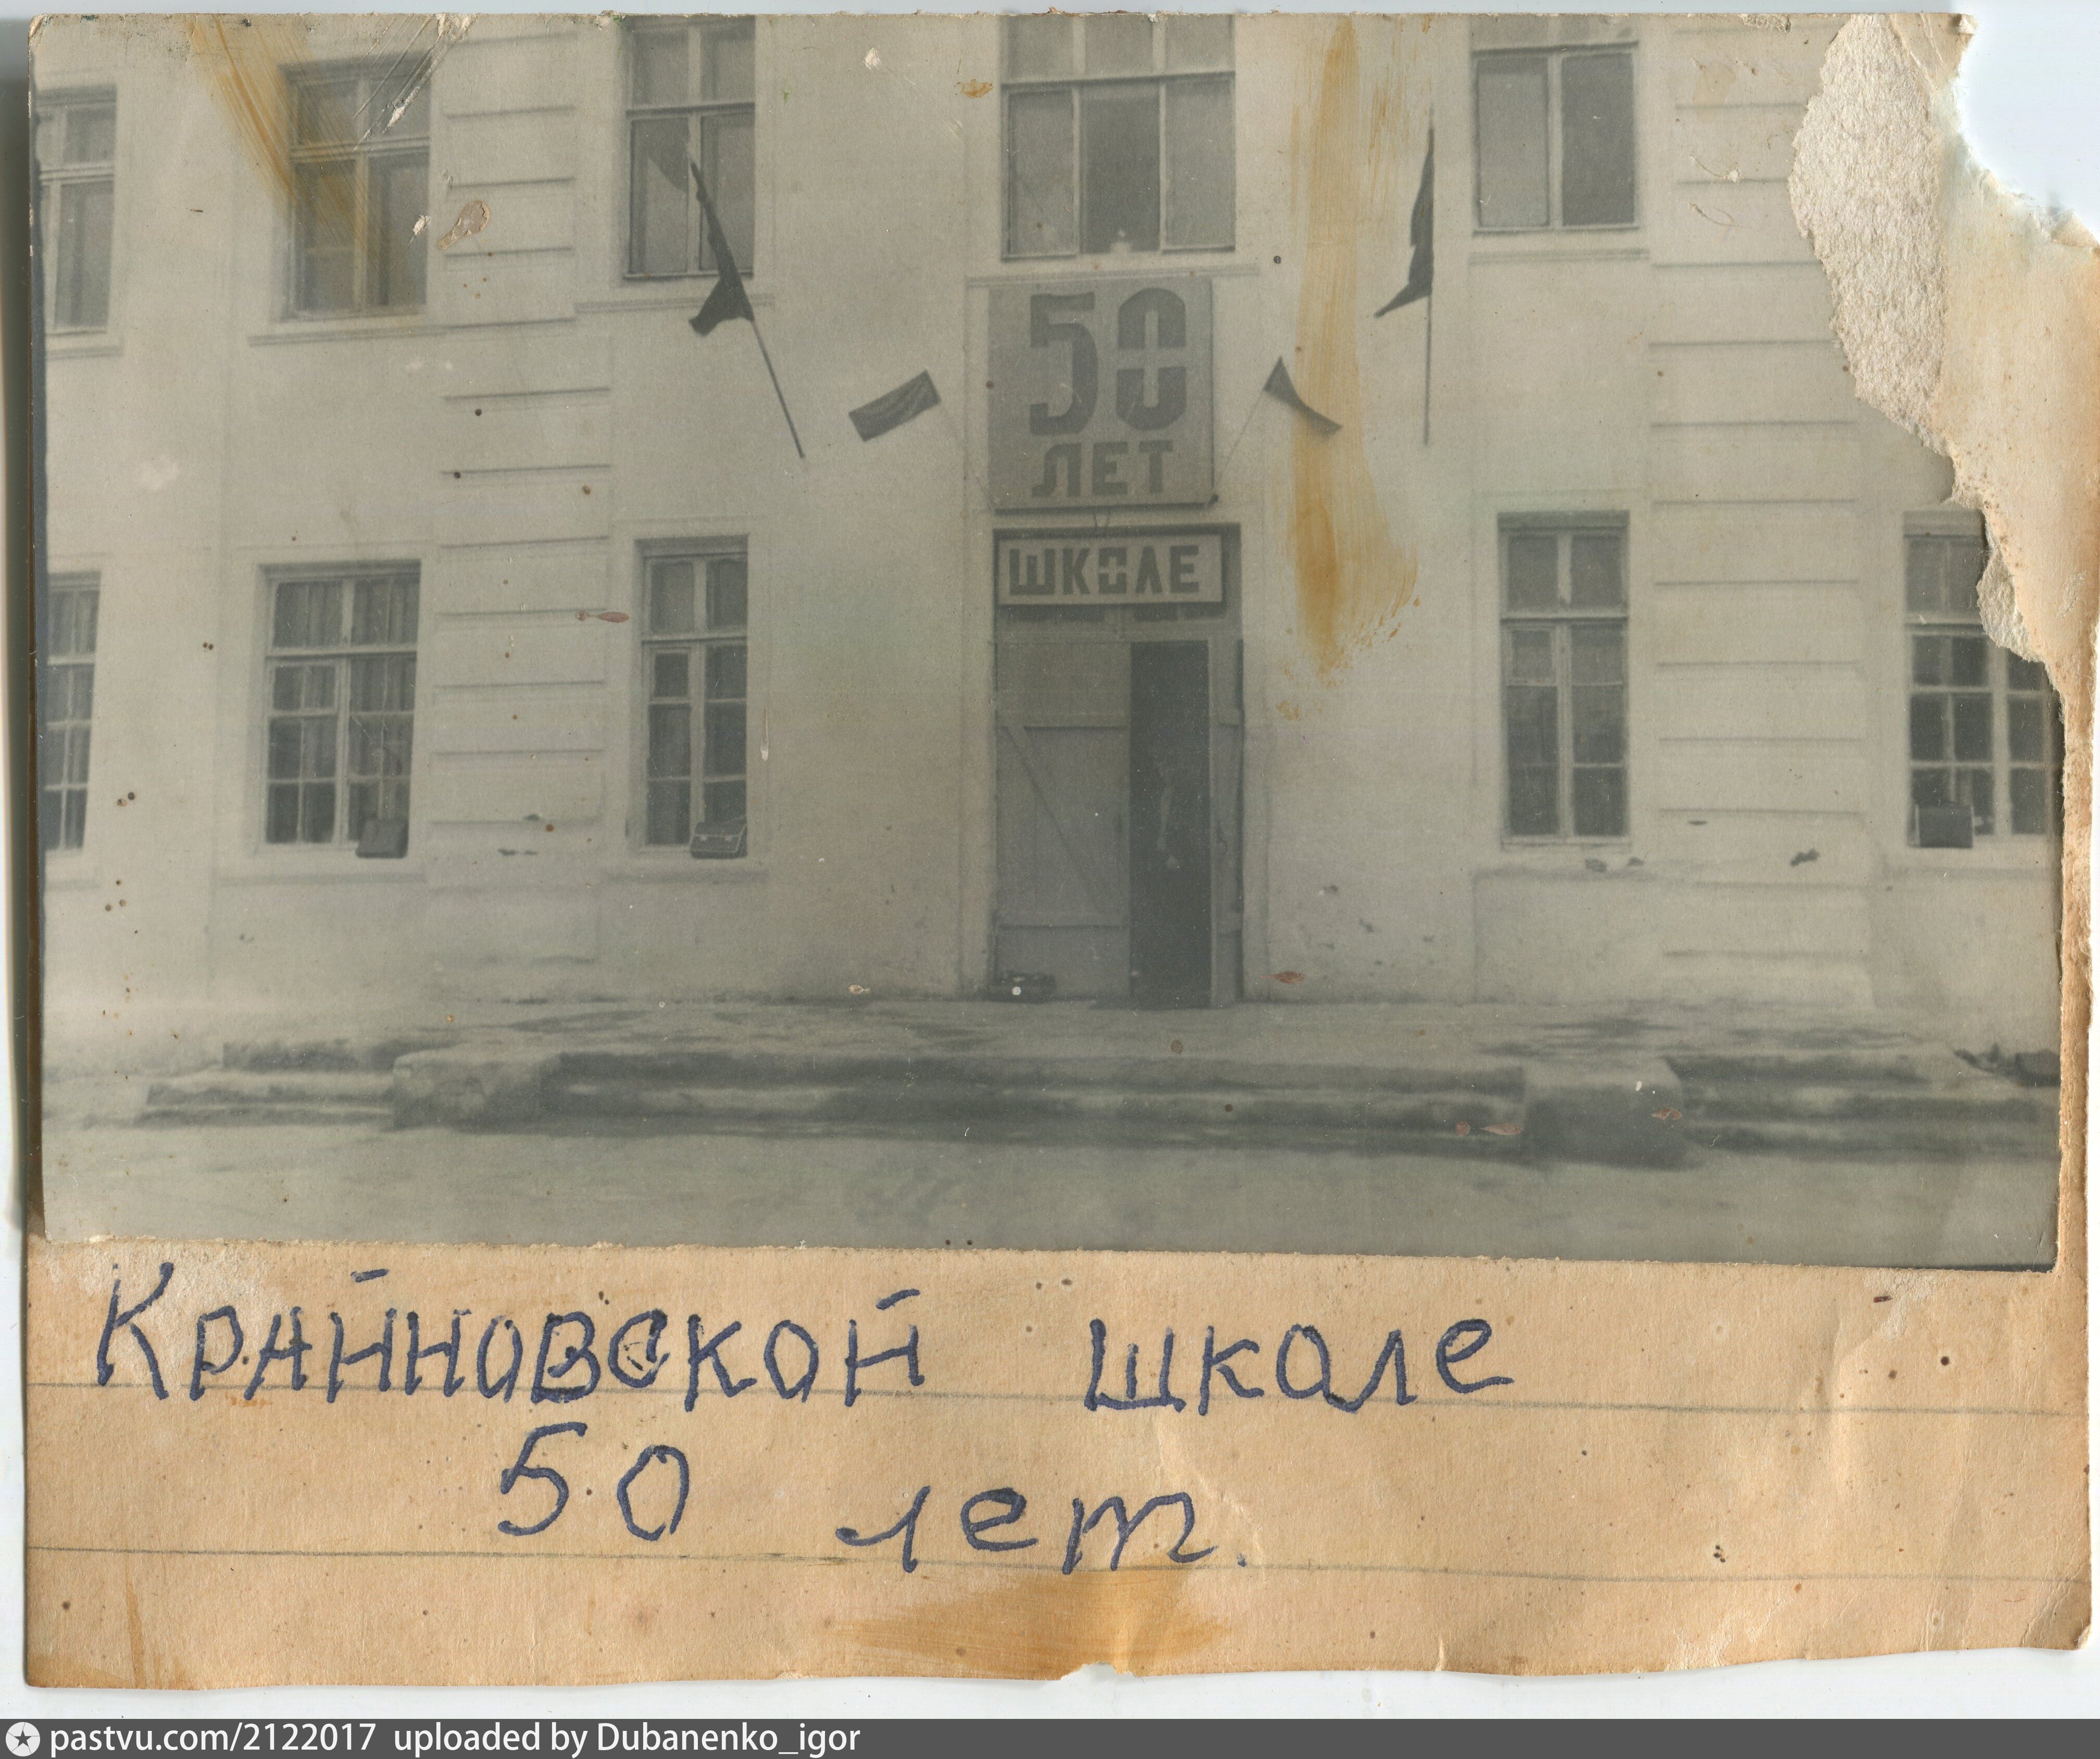 50
ЛЕТ
ШКОЛЕ
Крайновской школе
50 лет.
pastvu.com/2122017 uploaded by Dubanenko_igor